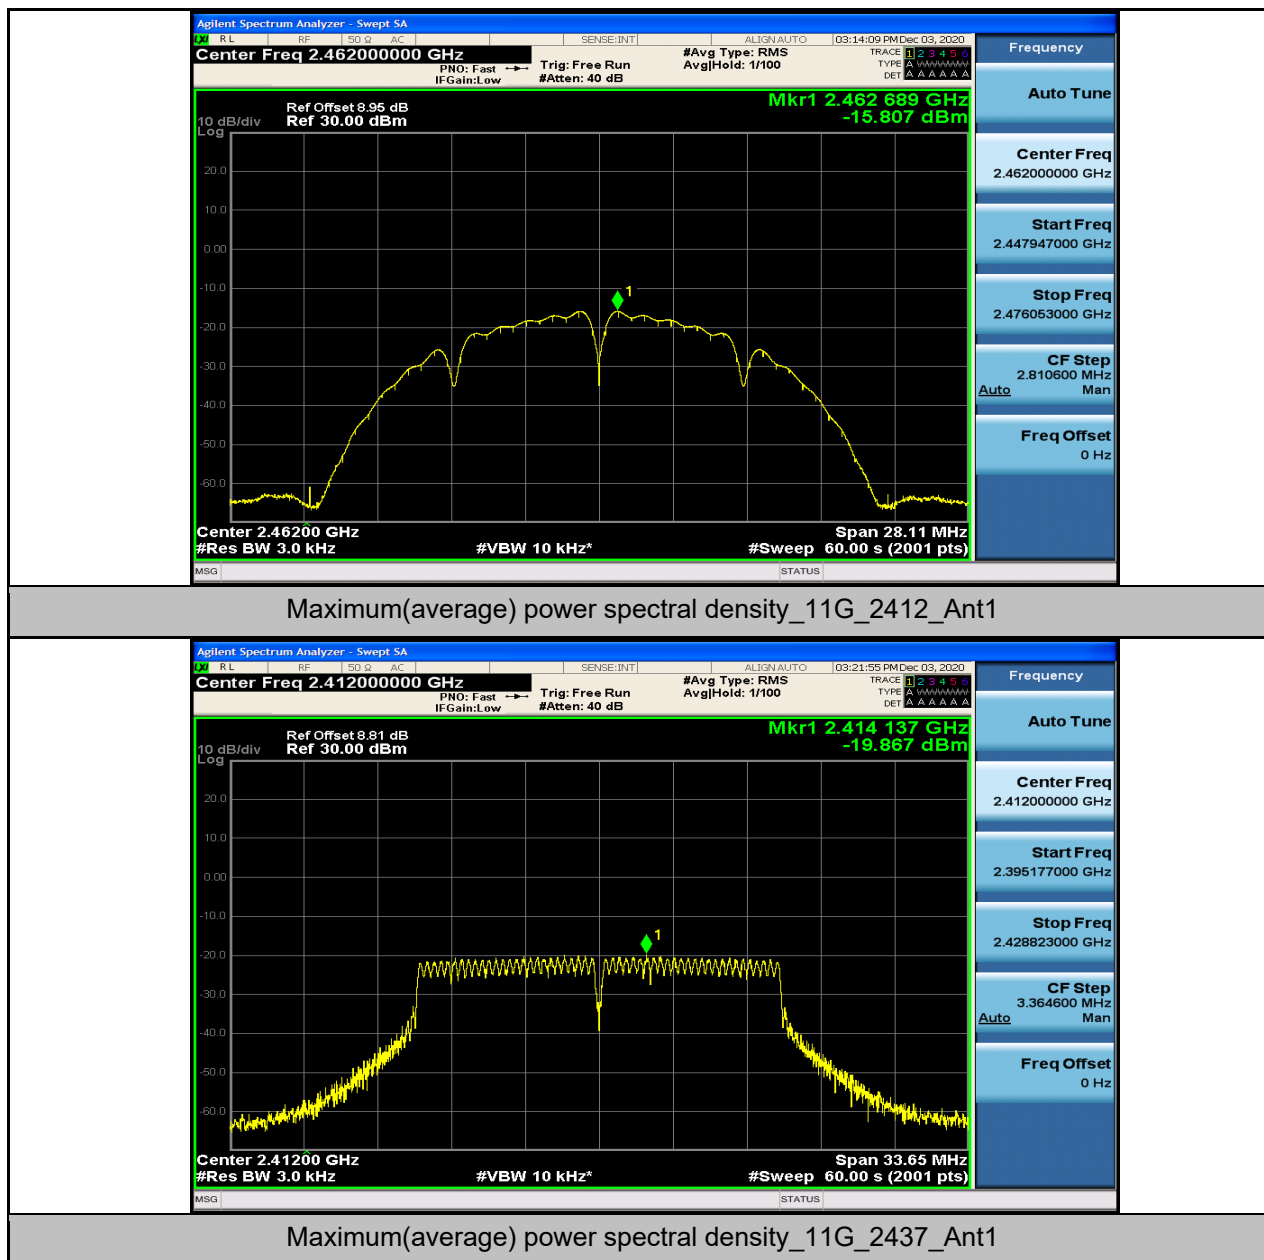 Agilent Spectrum Analyzer - Swept SA
LXI RL RF 50 Ω AC SENSE:INT ALIGN AUTO 03:14:09 PM Dec 03, 2020
Center Freq 2.462000000 GHz
PNO: Fast
IFGain:Low
Trig: Free Run
#Atten: 40 dB
#Avg Type: RMS
Avg|Hold: 1/100
TRACE 1 2 3 4 5 6
TYPE A WWWWW
DET A A A A A A
Ref Offset 8.95 dB
10 dB/div Ref 30.00 dBm
Log
Mkr1 2.462 689 GHz
-15.807 dBm
20.0
10.0
0.00
-10.0
-20.0
-30.0
-40.0
-50.0
-60.0
1
Center 2.46200 GHz Span 28.11 MHz
#Res BW 3.0 kHz #VBW 10 kHz* #Sweep 60.00 s (2001 pts)
MSG STATUS
Frequency
Auto Tune
Center Freq
2.462000000 GHz
Start Freq
2.447947000 GHz
Stop Freq
2.476053000 GHz
CF Step
2.810600 MHz
Auto Man
Freq Offset
0 Hz
Maximum(average) power spectral density_11G_2412_Ant1
Agilent Spectrum Analyzer - Swept SA
LXI RL RF 50 Ω AC SENSE:INT ALIGN AUTO 03:21:55 PM Dec 03, 2020
Center Freq 2.412000000 GHz
PNO: Fast
IFGain:Low
Trig: Free Run
#Atten: 40 dB
#Avg Type: RMS
Avg|Hold: 1/100
TRACE 1 2 3 4 5 6
TYPE A WWWWW
DET A A A A A A
Ref Offset 8.81 dB
10 dB/div Ref 30.00 dBm
Log
Mkr1 2.414 137 GHz
-19.867 dBm
20.0
10.0
0.00
-10.0
-20.0
-30.0
-40.0
-50.0
-60.0
1
Center 2.41200 GHz Span 33.65 MHz
#Res BW 3.0 kHz #VBW 10 kHz* #Sweep 60.00 s (2001 pts)
MSG STATUS
Frequency
Auto Tune
Center Freq
2.412000000 GHz
Start Freq
2.395177000 GHz
Stop Freq
2.428823000 GHz
CF Step
3.364600 MHz
Auto Man
Freq Offset
0 Hz
Maximum(average) power spectral density_11G_2437_Ant1